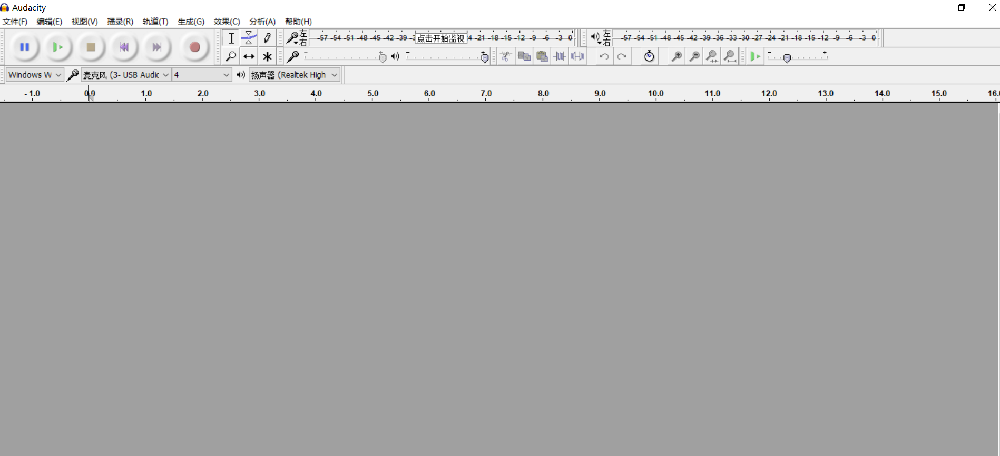 Audacity
文件(F) 编辑(E) 视图(V) 播录(R) 轨道(T) 生成(G) 效果(C) 分析(A) 帮助(H)
左 -57 -54 -51 -48 -45 -42 -39 -3 点击开始监视 4 -21 -18 -15 -12 -9 -6 -3 0 左 -57 -54 -51 -48 -45 -42 -39 -36 -33 -30 -27 -24 -21 -18 -15 -12 -9 -6 -3 0
右 右
- + - + - +
Windows W 麦克风 (3- USB Audic 4 扬声器 (Realtek High
- 1.0 0.0 1.0 2.0 3.0 4.0 5.0 6.0 7.0 8.0 9.0 10.0 11.0 12.0 13.0 14.0 15.0 16.